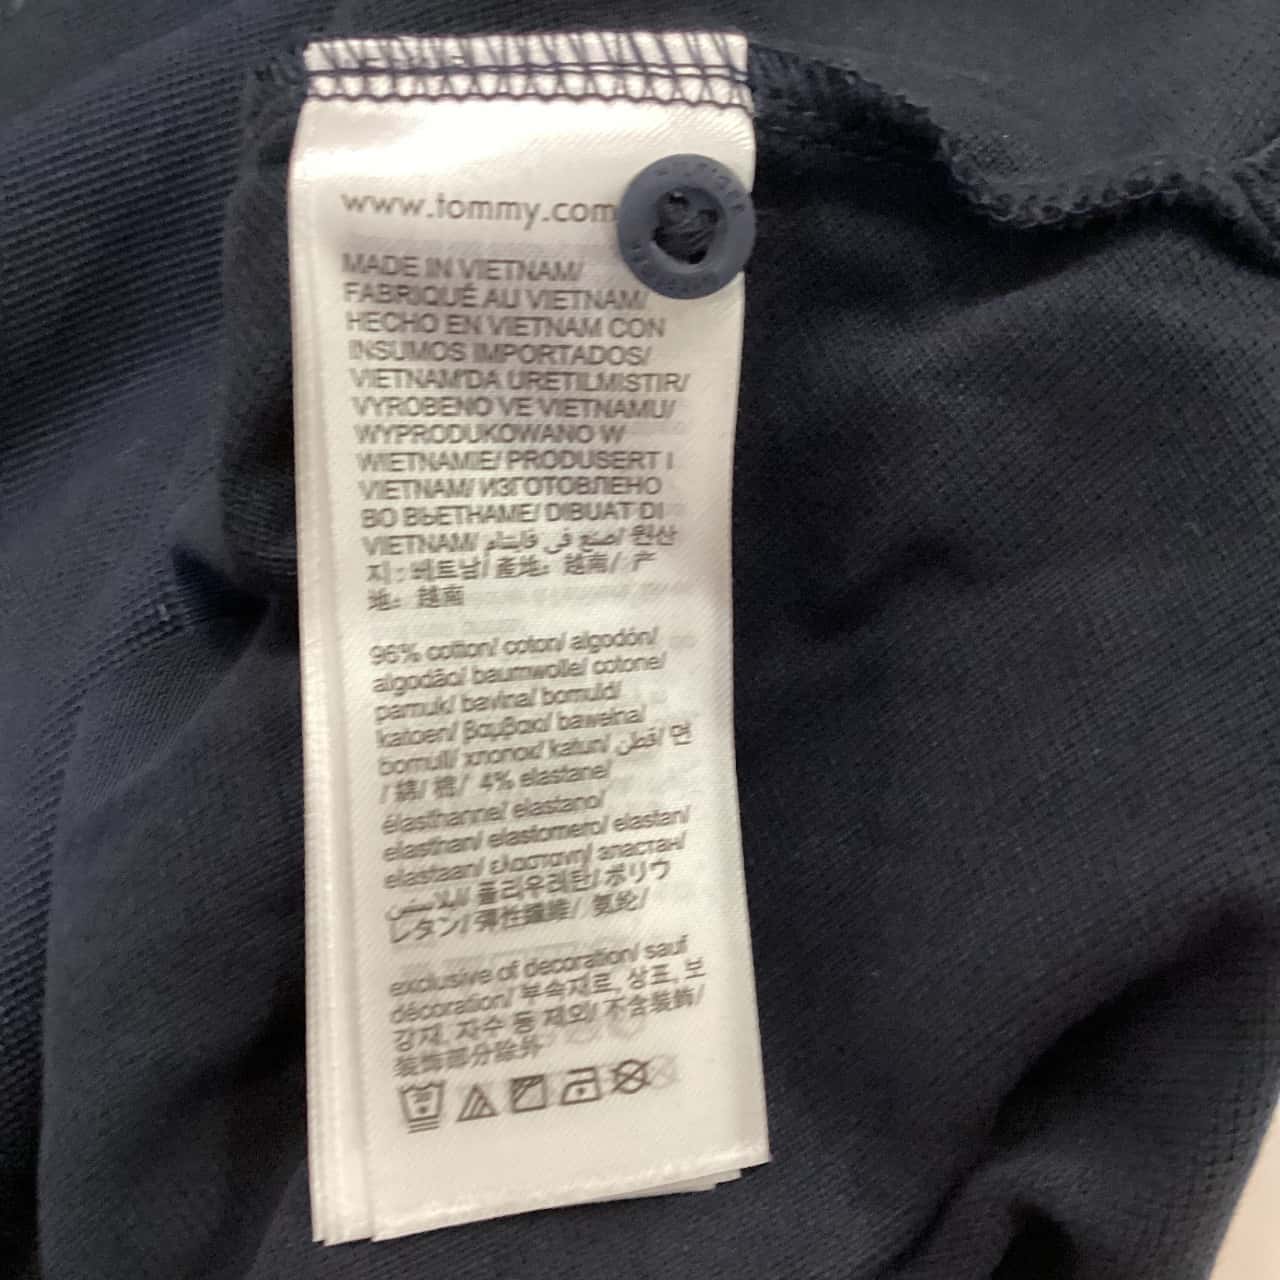 www.tommy.com
MADE IN VIETNAM/
FABRIQUÉ AU VIETNAM/
HECHO EN VIETNAM CON
INSUMOS IMPORTADOS/
VIETNAM'DA URETILMISTIR/
VYROBENO VE VIETNAMU/
WYPRODUKOWANO W
WIETNAMIE/ PRODUSERT I
VIETNAM/ ИЗГОТОВЛЕНО
ВО ВЬЕТНАМЕ/ DIBUAT DI
VIETNAM/ صنع في فايتنام/ 원산
지 : 베트남/ 產地：越南/ 产
地：越南
96% cotton/ coton/ algodón/
algodão/ baumwolle/ cotone/
pamuk/ bavlna/ bomuld/
katoen/ βαμβακι/ bawelna/
bomull/ хлопок/ katun/ قطن/ 면
/ 綿/ 棉/ 4% elastane/
élasthanne/ elastano/
elasthan/ elastomero/ elastan/
elastaan/ ελαστανη/ эластан/
إيلاستين/ 폴리우레탄/ ポリウ
レタン/ 彈性纖維/ 氨纶/
exclusive of decoration/ sauf
décoration/ 부속재료, 상표, 보
강재, 자수 등 제외/ 不含裝飾/
装饰部分除外